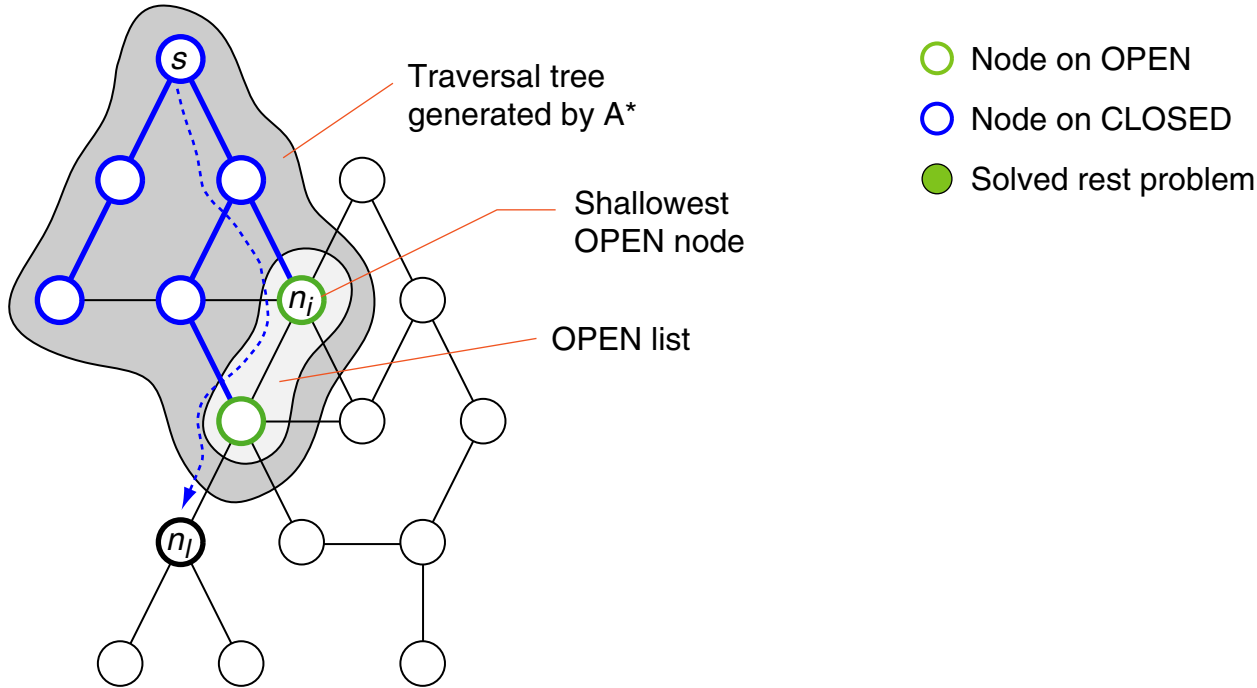 s
Traversal tree
generated by A*
Node on OPEN
Node on CLOSED
Solved rest problem
Shallowest
OPEN node
n_i
OPEN list
n_l